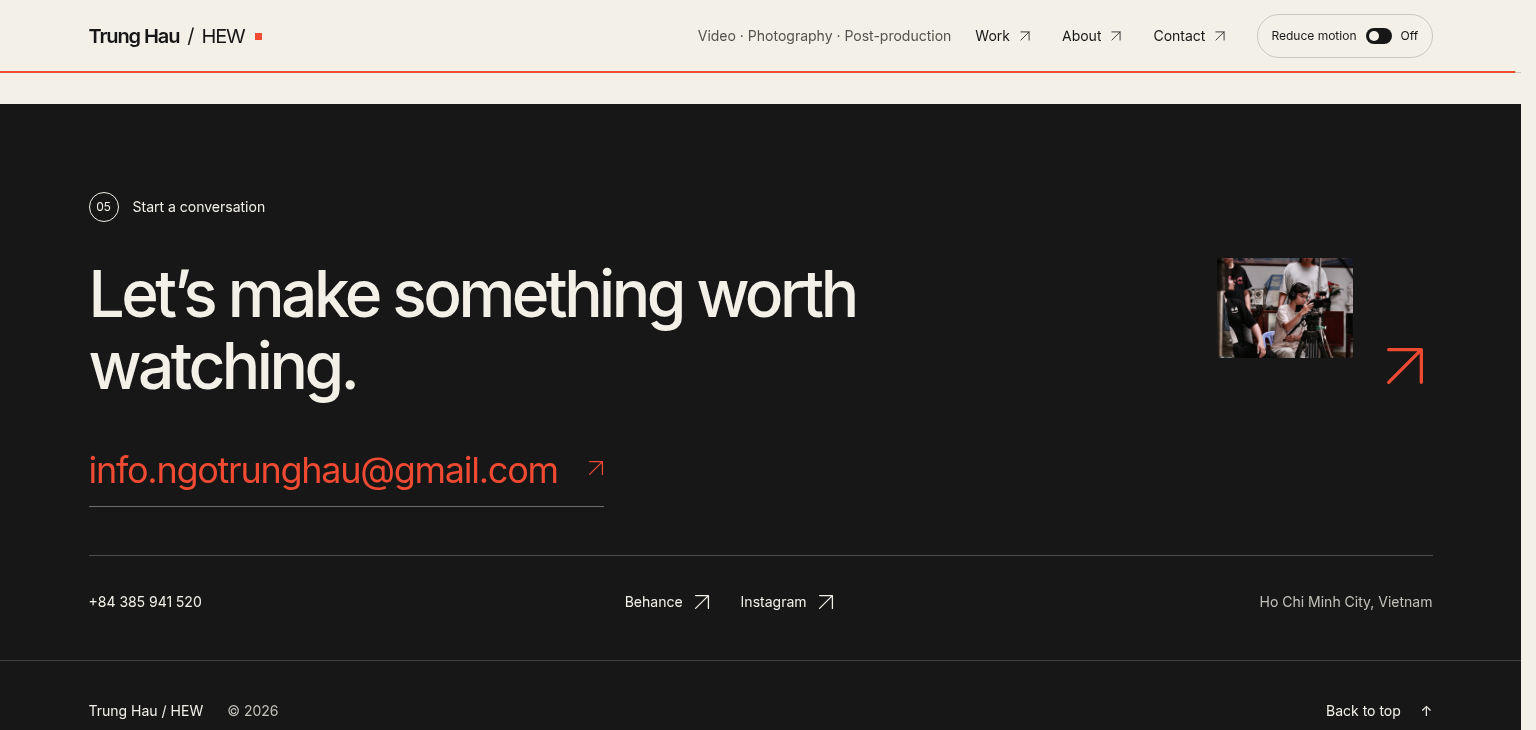 Trung Hau / HEW
Video · Photography · Post-production
Work
About
Contact
Reduce motion
Off
05
Start a conversation
Let’s make something worth
watching.
info.ngotrunghau@gmail.com
+84 385 941 520
Behance
Instagram
Ho Chi Minh City, Vietnam
Trung Hau / HEW
© 2026
Back to top ↑